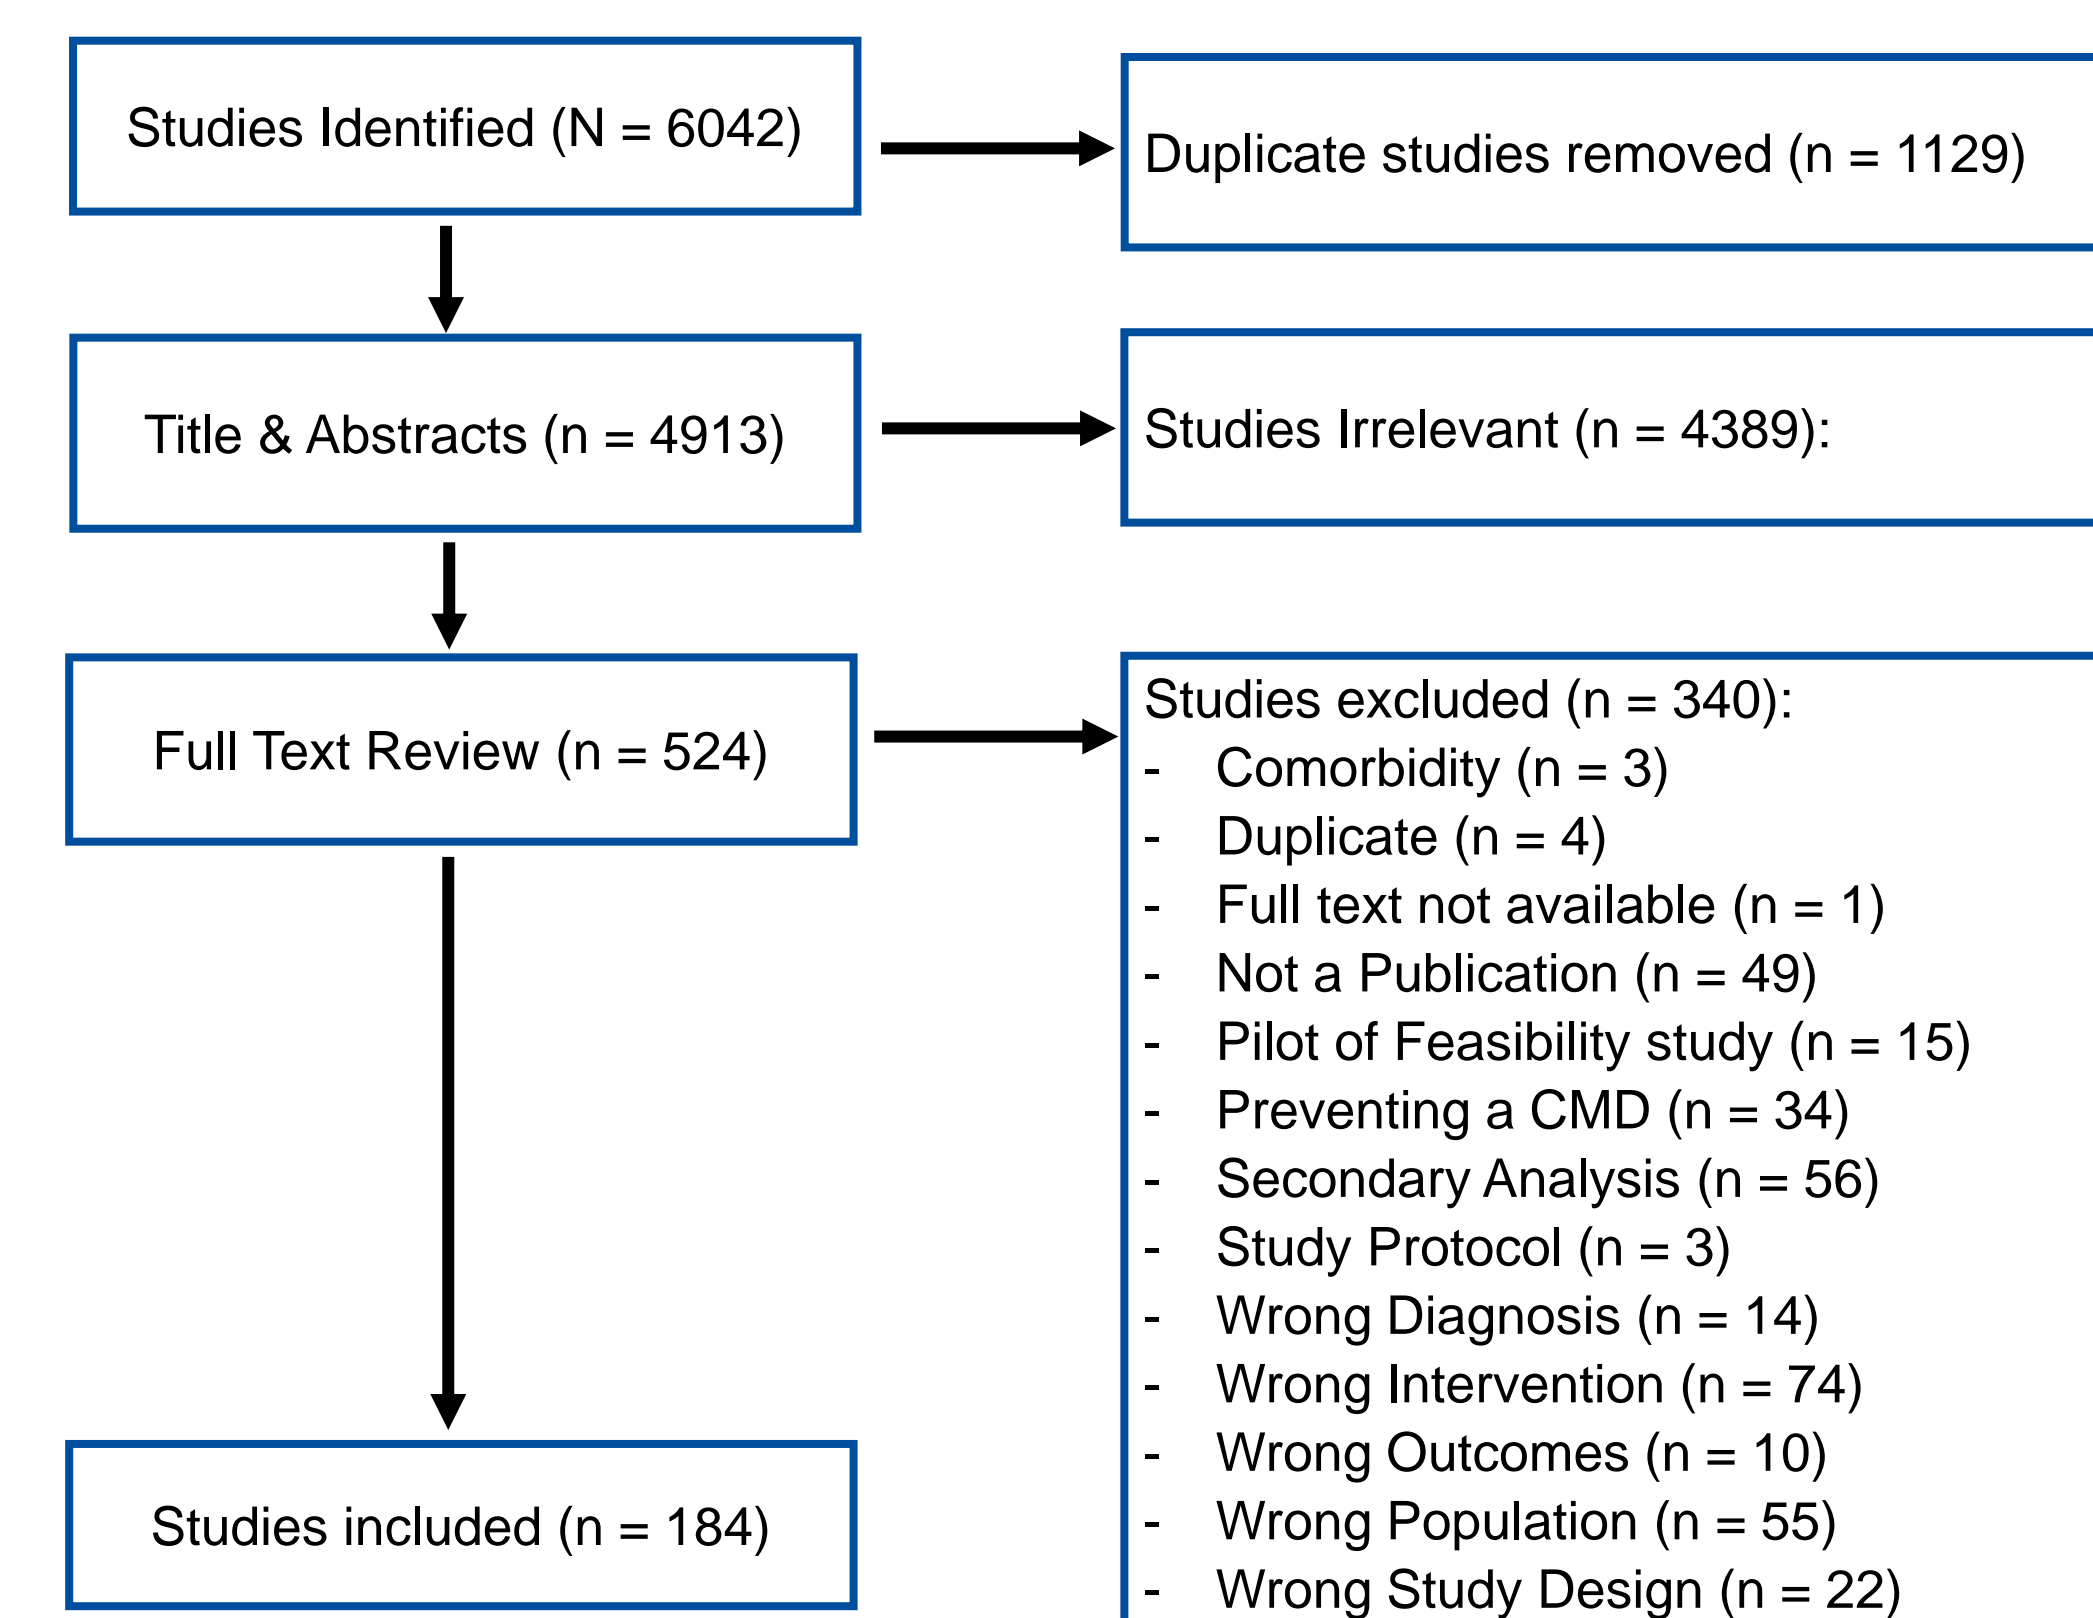 Studies Identified (N = 6042)
Duplicate studies removed (n = 1129)
Title & Abstracts (n = 4913)
Studies Irrelevant (n = 4389):
Full Text Review (n = 524)
Studies excluded (n = 340):
- Comorbidity (n = 3)
- Duplicate (n = 4)
- Full text not available (n = 1)
- Not a Publication (n = 49)
- Pilot of Feasibility study (n = 15)
- Preventing a CMD (n = 34)
- Secondary Analysis (n = 56)
- Study Protocol (n = 3)
- Wrong Diagnosis (n = 14)
- Wrong Intervention (n = 74)
- Wrong Outcomes (n = 10)
- Wrong Population (n = 55)
- Wrong Study Design (n = 22)
Studies included (n = 184)